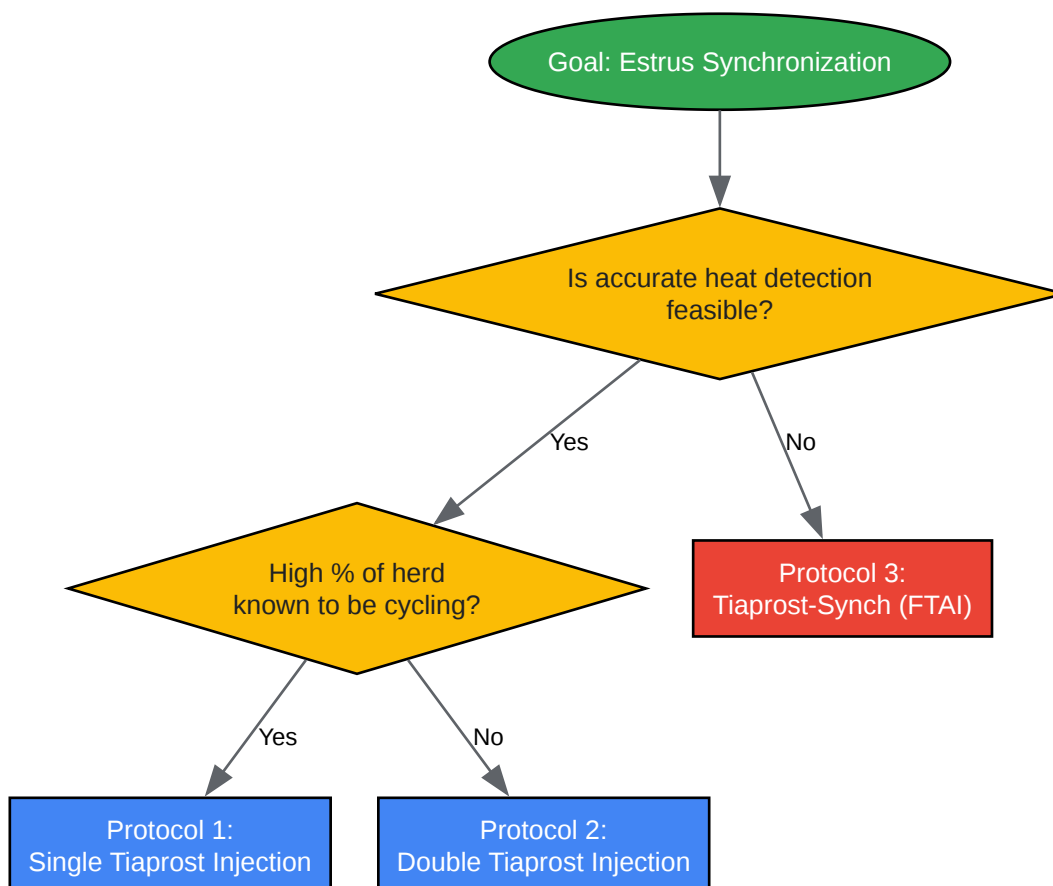 Goal: Estrus Synchronization
Is accurate heat detection
feasible?
Yes
No
High % of herd
known to be cycling?
Protocol 3:
Tiaprost-Synch (FTAI)
Yes
No
Protocol 1:
Single Tiaprost Injection
Protocol 2:
Double Tiaprost Injection